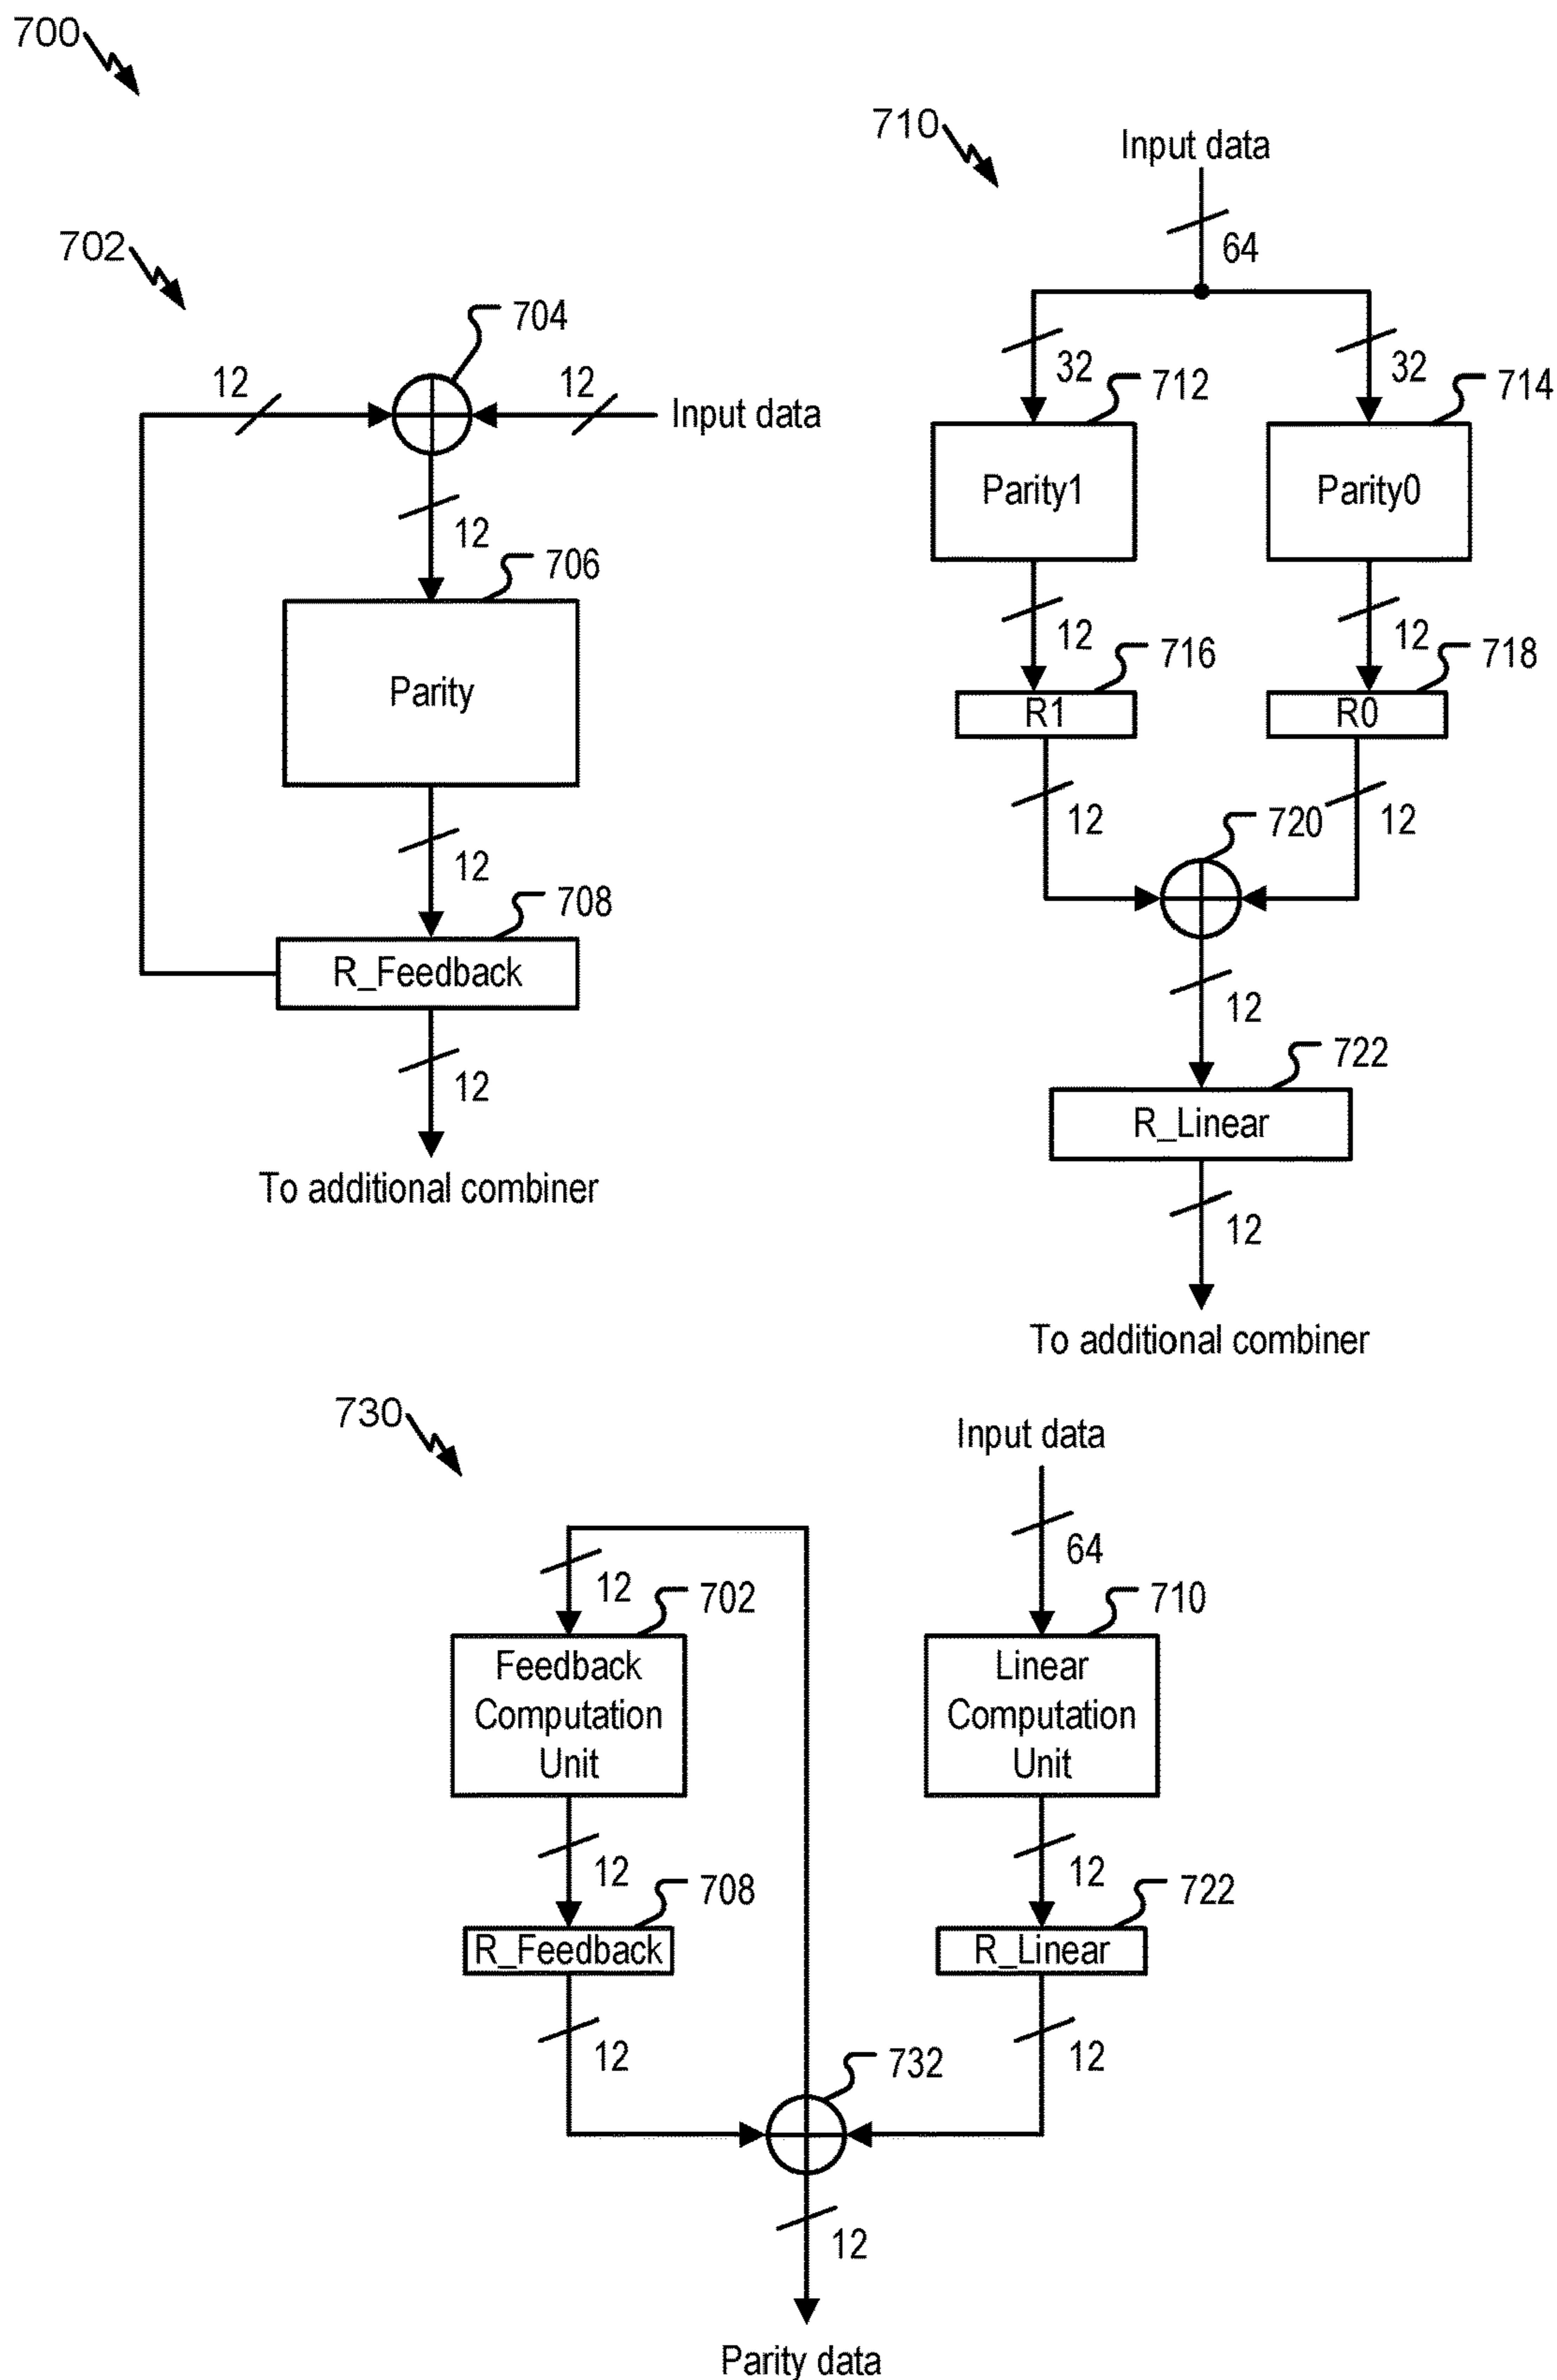 700
710
Input data
64
702
704
12
12
Input data
32
712
32
714
12
706
Parity1
Parity0
Parity
12
716
12
718
R1
R0
12
12
720
12
708
R_Feedback
12
12
722
R_Linear
To additional combiner
12
To additional combiner
730
Input data
64
12
702
710
Feedback
Computation
Unit
Linear
Computation
Unit
12
708
12
722
R_Feedback
R_Linear
12
12
732
12
Parity data